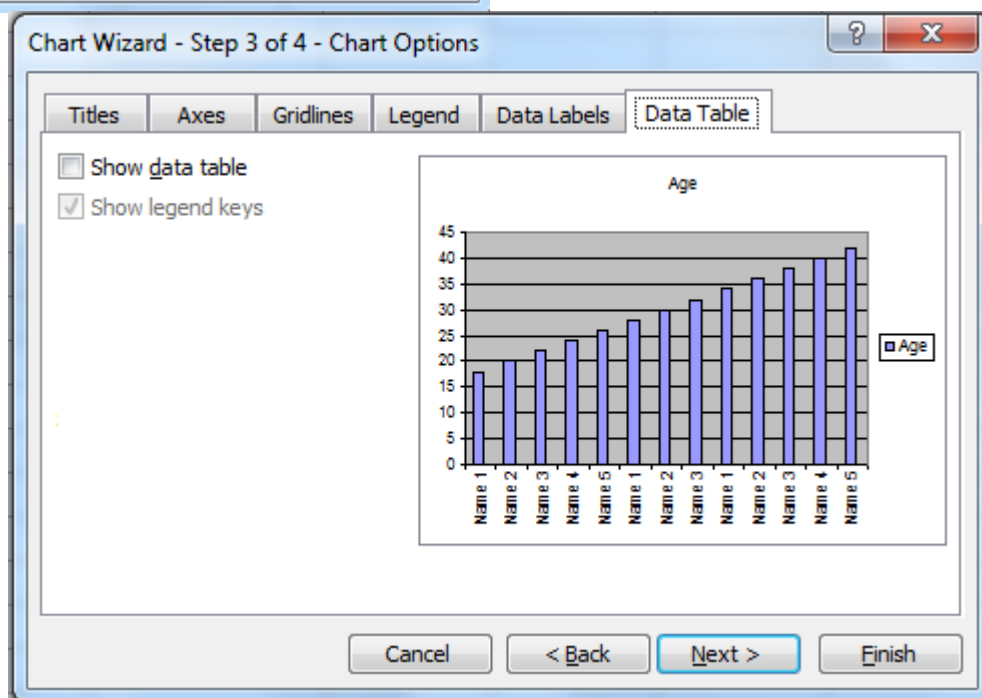 Chart Wizard - Step 3 of 4 - Chart Options
?
X
Titles Axes Gridlines Legend Data Labels Data Table
Show data table
Show legend keys
Age
45
40
35
30
25
20
15
10
5
0
Age
Name 1 Name 2 Name 3 Name 4 Name 5 Name 1 Name 2 Name 3 Name 1 Name 2 Name 3 Name 4 Name 5
Cancel < Back Next > Finish